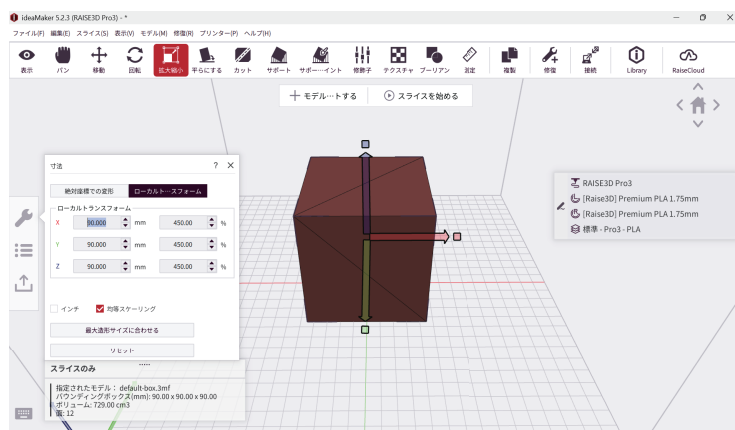 ideaMaker 5.2.3 (RAISE3D Pro3) - *
ファイル(F) 編集(E) スライス(S) 表示(V) モデル(M) 修復(R) プリンター(P) ヘルプ(H)
表示 パン 移動 回転 拡大縮小 平らにする カット サポート サポー…イント 修飾子 テクスチャ ブーリアン 測定 複製 修復 接続 Library RaiseCloud
モデル…トする スライスを始める
寸法 ?
絶対座標での変形 ローカルト…スフォーム
ローカルトランスフォーム
X 90.000 mm 450.00 %
Y 90.000 mm 450.00 %
Z 90.000 mm 450.00 %
インチ 均等スケーリング
最大造形サイズに合わせる
リセット
スライスのみ
指定されたモデル： default-box.3mf
バウンディングボックス(mm): 90.00 x 90.00 x 90.00
ボリューム: 729.00 cm3
面: 12
RAISE3D Pro3
[Raise3D] Premium PLA 1.75mm
[Raise3D] Premium PLA 1.75mm
標準 - Pro3 - PLA